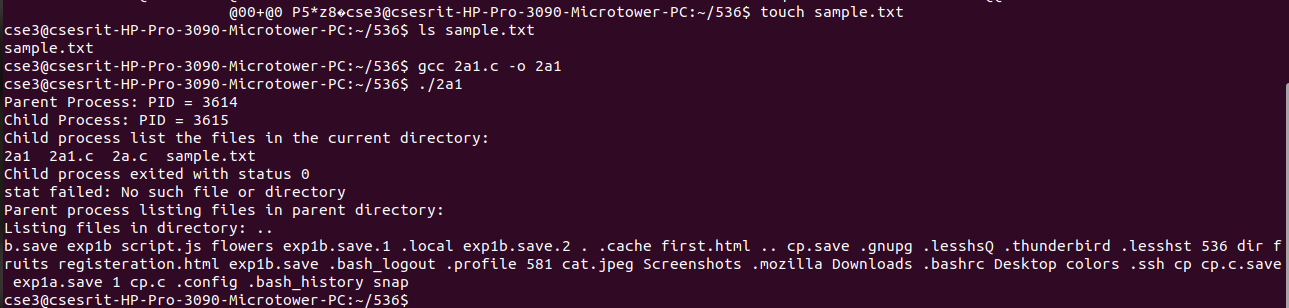 @00+@0 P5*z8�cse3@csesrit-HP-Pro-3090-Microtower-PC:~/536$ touch sample.txt
cse3@csesrit-HP-Pro-3090-Microtower-PC:~/536$ ls sample.txt
sample.txt
cse3@csesrit-HP-Pro-3090-Microtower-PC:~/536$ gcc 2a1.c -o 2a1
cse3@csesrit-HP-Pro-3090-Microtower-PC:~/536$ ./2a1
Parent Process: PID = 3614
Child Process: PID = 3615
Child process list the files in the current directory:
2a1  2a1.c  2a.c  sample.txt
Child process exited with status 0
stat failed: No such file or directory
Parent process listing files in parent directory:
Listing files in directory: ..
b.save exp1b script.js flowers exp1b.save.1 .local exp1b.save.2 . .cache first.html .. cp.save .gnupg .lesshsQ .thunderbird .lesshst 536 dir fr
uits registeration.html exp1b.save .bash_logout .profile 581 cat.jpeg Screenshots .mozilla Downloads .bashrc Desktop colors .ssh cp cp.c.save
exp1a.save 1 cp.c .config .bash_history snap
cse3@csesrit-HP-Pro-3090-Microtower-PC:~/536$